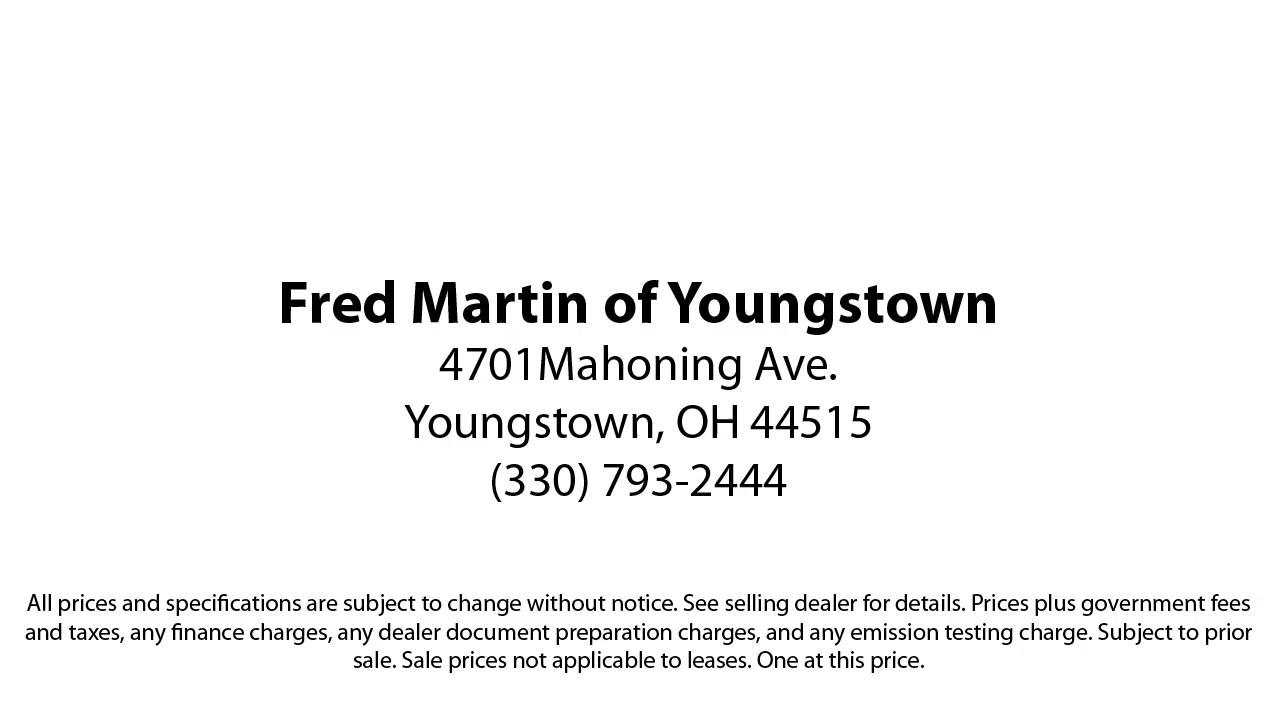 Fred Martin of Youngstown
4701Mahoning Ave.
Youngstown, OH 44515
(330) 793-2444
All prices and specifications are subject to change without notice. See selling dealer for details. Prices plus government fees
and taxes, any finance charges, any dealer document preparation charges, and any emission testing charge. Subject to prior
sale. Sale prices not applicable to leases. One at this price.